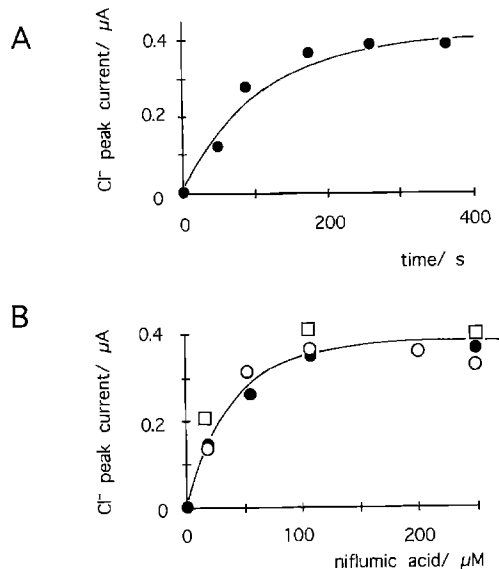 A
Cl⁻ peak current/ μA
0.4
0.2
0
0
200
400
time/ s
B
Cl⁻ peak current/ μA
0.4
0.2
0
0
100
200
niflumic acid/ μM